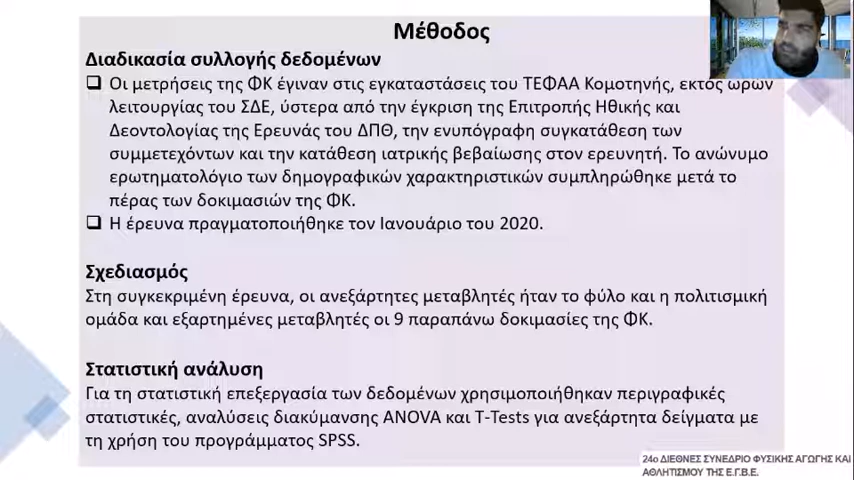 Μέθοδος
Διαδικασία συλλογής δεδομένων
❑ Οι μετρήσεις της ΦΚ έγιναν στις εγκαταστάσεις του ΤΕΦΑΑ Κομοτηνής, εκτός ωρών
λειτουργίας του ΣΔΕ, ύστερα από την έγκριση της Επιτροπής Ηθικής και
Δεοντολογίας της Ερευνάς του ΔΠΘ, την ενυπόγραφη συγκατάθεση των
συμμετεχόντων και την κατάθεση ιατρικής βεβαίωσης στον ερευνητή. Το ανώνυμο
ερωτηματολόγιο των δημογραφικών χαρακτηριστικών συμπληρώθηκε μετά το
πέρας των δοκιμασιών της ΦΚ.
❑ Η έρευνα πραγματοποιήθηκε τον Ιανουάριο του 2020.
Σχεδιασμός
Στη συγκεκριμένη έρευνα, οι ανεξάρτητες μεταβλητές ήταν το φύλο και η πολιτισμική
ομάδα και εξαρτημένες μεταβλητές οι 9 παραπάνω δοκιμασίες της ΦΚ.
Στατιστική ανάλυση
Για τη στατιστική επεξεργασία των δεδομένων χρησιμοποιήθηκαν περιγραφικές
στατιστικές, αναλύσεις διακύμανσης ANOVA και T-Tests για ανεξάρτητα δείγματα με
τη χρήση του προγράμματος SPSS.
24ο ΔΙΕΘΝΕΣ ΣΥΝΕΔΡΙΟ ΦΥΣΙΚΗΣ ΑΓΩΓΗΣ ΚΑΙ
ΑΘΛΗΤΙΣΜΟΥ ΤΗΣ Ε.Γ.Β.Ε.